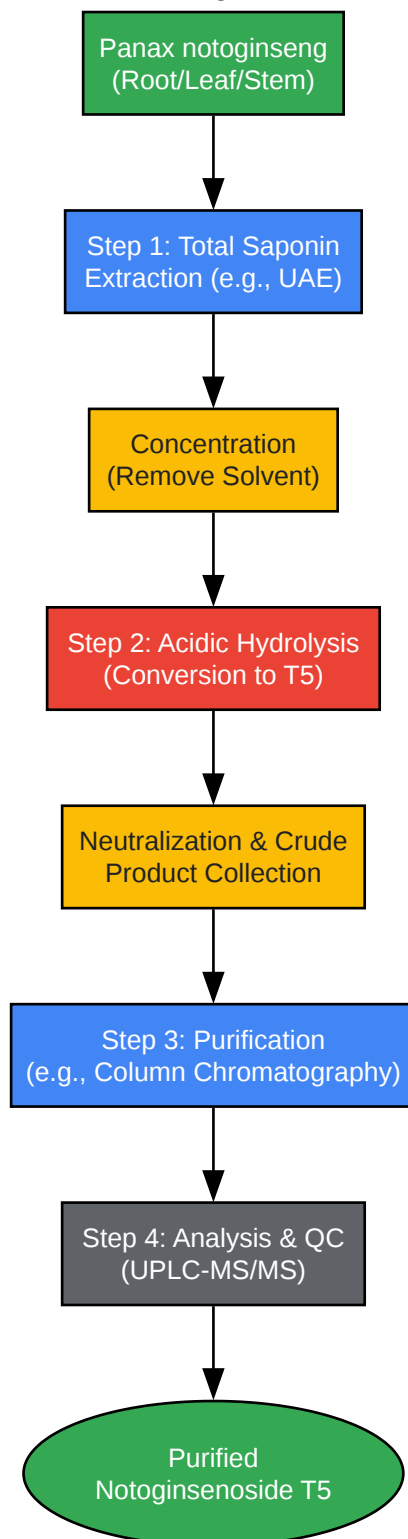 Panax notoginseng
(Root/Leaf/Stem)
Step 1: Total Saponin
Extraction (e.g., UAE)
Concentration
(Remove Solvent)
Step 2: Acidic Hydrolysis
(Conversion to T5)
Neutralization & Crude
Product Collection
Step 3: Purification
(e.g., Column Chromatography)
Step 4: Analysis & QC
(UPLC-MS/MS)
Purified
Notoginsenoside T5